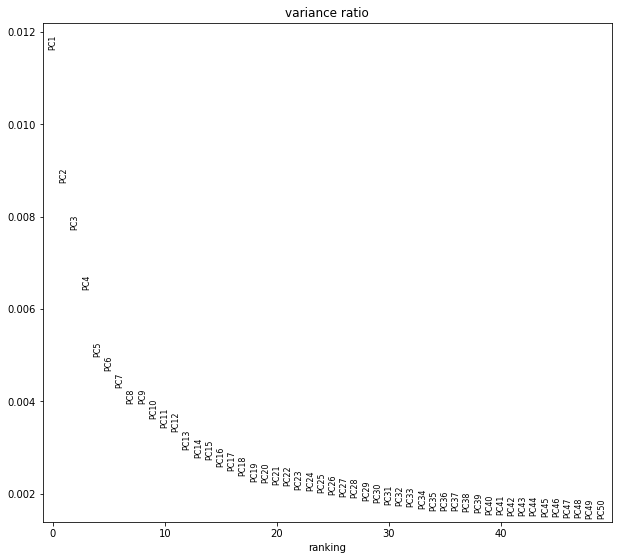 variance ratio
0.012
0.010
0.008
0.006
0.004
0.002
PC1
PC2
PC3
PC4
PC5
PC6
PC7
PC8
PC9
PC10
PC11
PC12
PC13
PC14
PC15
PC16
PC17
PC18
PC19
PC20
PC21
PC22
PC23
PC24
PC25
PC26
PC27
PC28
PC29
PC30
PC31
PC32
PC33
PC34
PC35
PC36
PC37
PC38
PC39
PC40
PC41
PC42
PC43
PC44
PC45
PC46
PC47
PC48
PC49
PC50
0
10
20
30
40
ranking